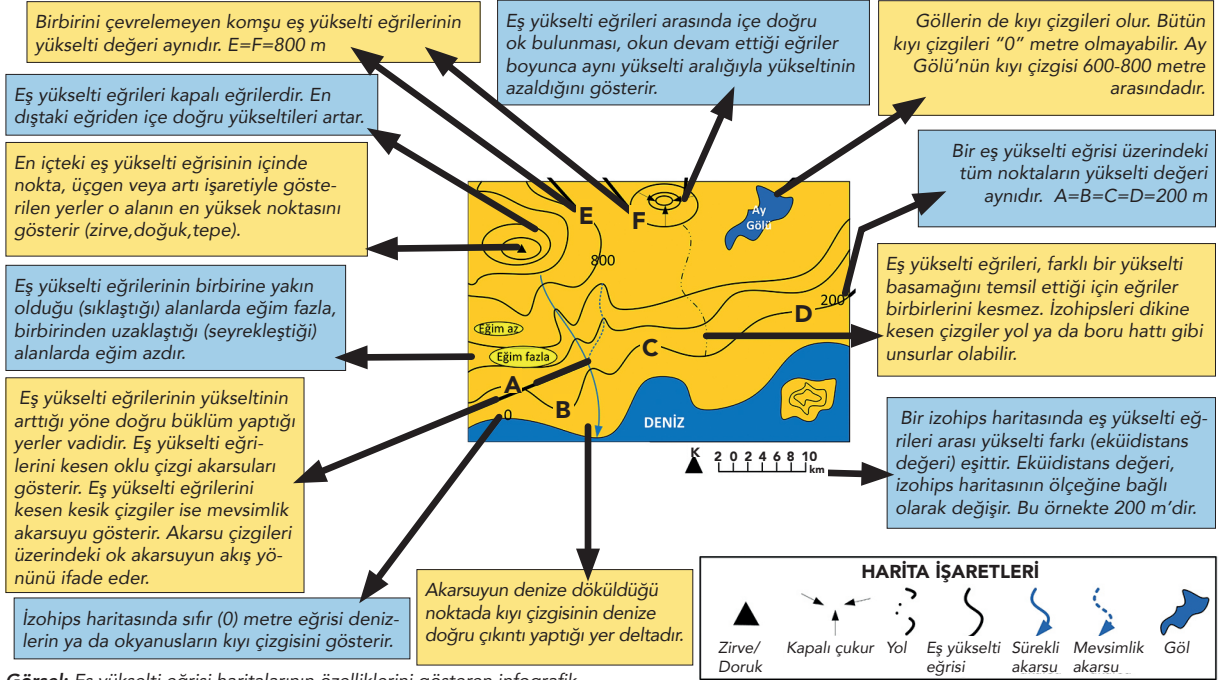 Birbirini çevrelemeyen komşu eş yükselti eğrilerinin
yükselti değeri aynıdır. E=F=800 m
Eş yükselti eğrileri arasında içe doğru
ok bulunması, okun devam ettiği eğriler
boyunca aynı yükselti aralığıyla yükseltinin
azaldığını gösterir.
Göllerin de kıyı çizgileri olur. Bütün
kıyı çizgileri “0” metre olmayabilir. Ay
Gölü’nün kıyı çizgisi 600-800 metre
arasındadır.
Eş yükselti eğrileri kapalı eğrilerdir. En
dıştaki eğriden içe doğru yükseltileri artar.
En içteki eş yükselti eğrisinin içinde
nokta, üçgen veya artı işaretiyle göste-
rilen yerler o alanın en yüksek noktasını
gösterir (zirve,doğuk,tepe).
Bir eş yükselti eğrisi üzerindeki
tüm noktaların yükselti değeri
aynıdır. A=B=C=D=200 m
Eş yükselti eğrilerinin birbirine yakın
olduğu (sıklaştığı) alanlarda eğim fazla,
birbirinden uzaklaştığı (seyrekleştiği)
alanlarda eğim azdır.
Eş yükselti eğrileri, farklı bir yükselti
basamağını temsil ettiği için eğriler
birbirlerini kesmez. İzohipsleri dikine
kesen çizgiler yol ya da boru hattı gibi
unsurlar olabilir.
E
F
Ay
Gölü
800
200
D
Eğim az
Eğim fazla
C
A
B
0
DENİZ
K
2 0 2 4 6 8 10
km
Eş yükselti eğrilerinin yükseltinin
arttığı yöne doğru büklüm yaptığı
yerler vadidir. Eş yükselti eğri-
lerini kesen oklu çizgi akarsuları
gösterir. Eş yükselti eğrilerini
kesen kesik çizgiler ise mevsimlik
akarsuyu gösterir. Akarsu çizgileri
üzerindeki ok akarsuyun akış yö-
nünü ifade eder.
Bir izohips haritasında eş yükselti eğ-
rileri arası yükselti farkı (eküidistans
değeri) eşittir. Eküidistans değeri,
izohips haritasının ölçeğine bağlı
olarak değişir. Bu örnekte 200 m’dir.
İzohips haritasında sıfır (0) metre eğrisi deniz-
lerin ya da okyanusların kıyı çizgisini gösterir.
Akarsuyun denize döküldüğü
noktada kıyı çizgisinin denize
doğru çıkıntı yaptığı yer deltadır.
HARİTA İŞARETLERİ
Zirve/
Doruk
Kapalı çukur
Yol
Eş yükselti
eğrisi
Sürekli
akarsu
Mevsimlik
akarsu
Göl
Görsel: Eş yükselti eğrisi haritalarının özelliklerini gösteren infografik